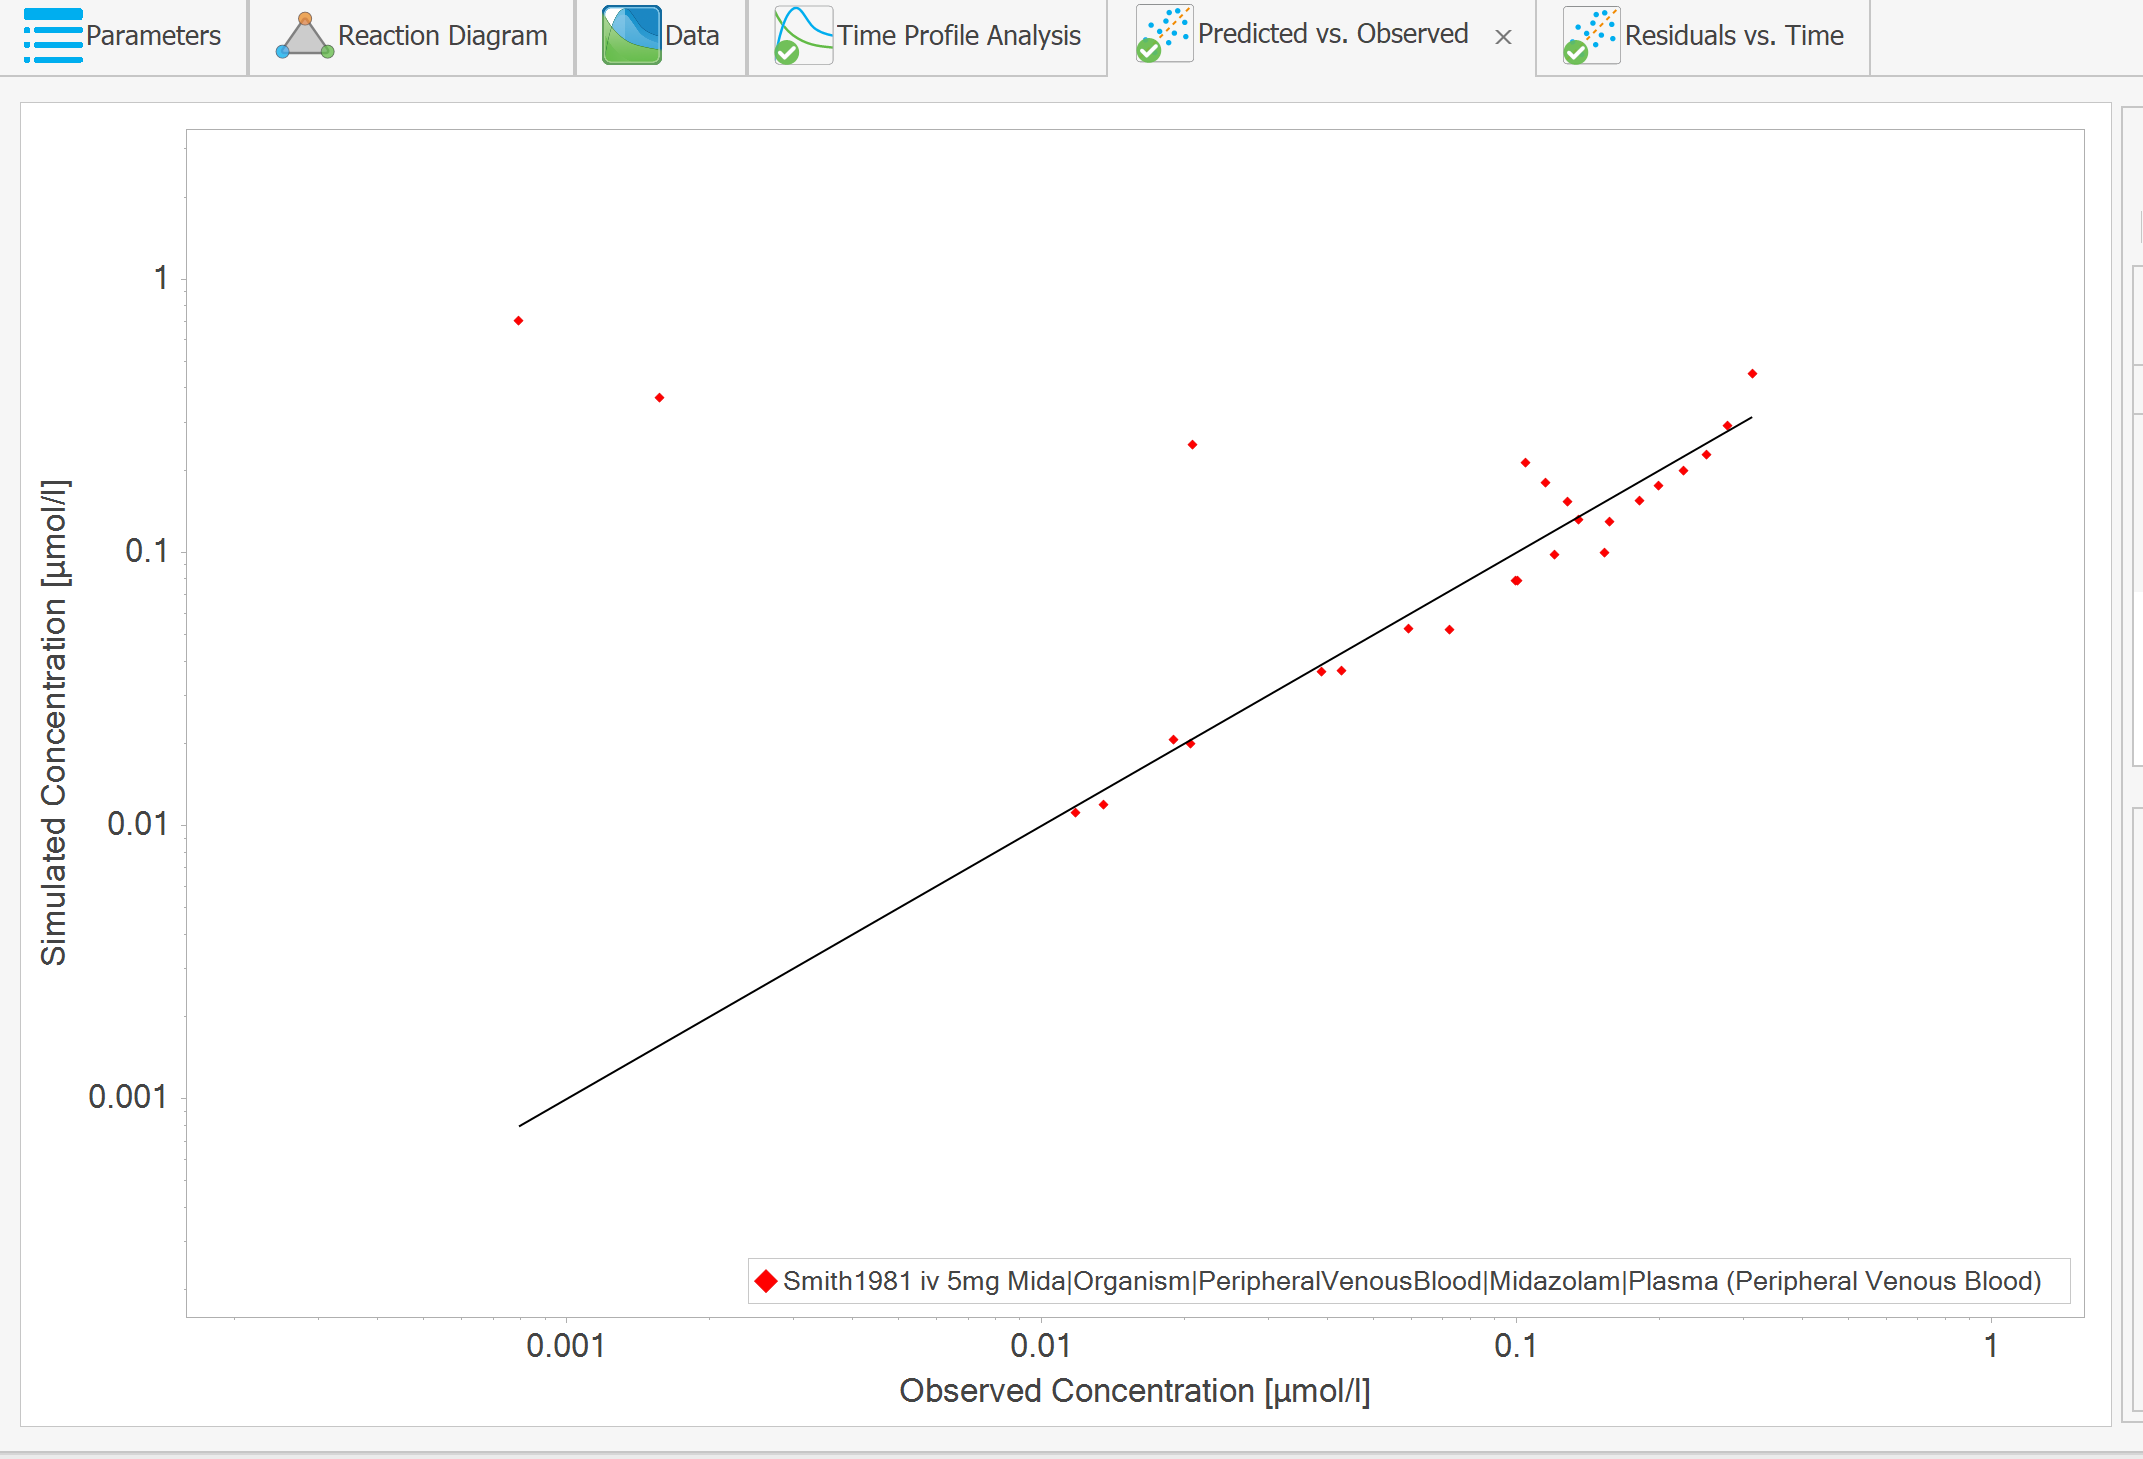 Parameters
Reaction Diagram
Data
Time Profile Analysis
Predicted vs. Observed
Residuals vs. Time
Simulated Concentration [µmol/l]
1
0.1
0.01
0.001
Smith1981 iv 5mg Mida|Organism|PeripheralVenousBlood|Midazolam|Plasma (Peripheral Venous Blood)
0.001
0.01
0.1
1
Observed Concentration [µmol/l]